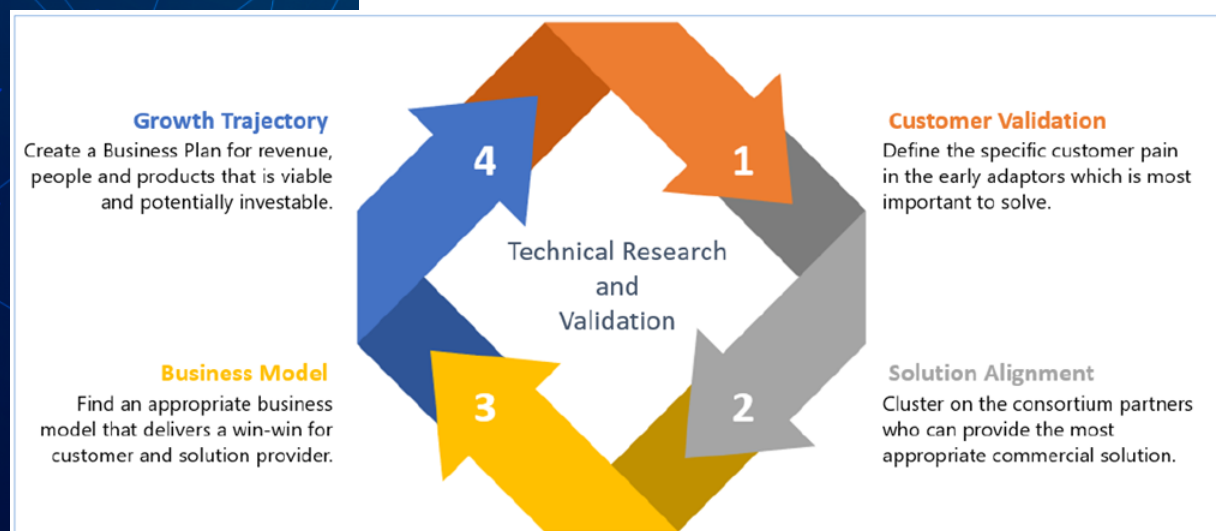 Growth Trajectory
Create a Business Plan for revenue,
people and products that is viable
and potentially investable.
4
1
Customer Validation
Define the specific customer pain
in the early adaptors which is most
important to solve.
Technical Research
and
Validation
Business Model
Find an appropriate business
model that delivers a win-win for
customer and solution provider.
3
2
Solution Alignment
Cluster on the consortium partners
who can provide the most
appropriate commercial solution.